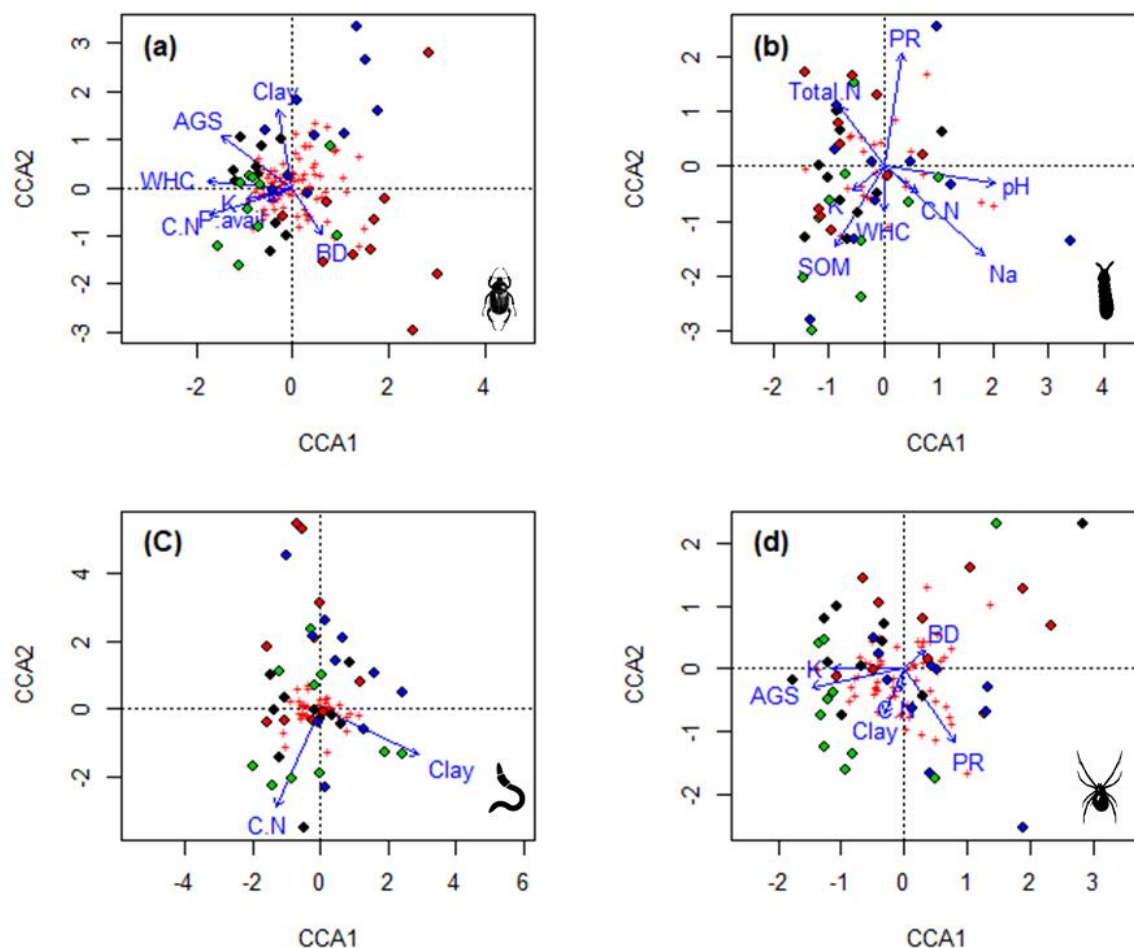 (a)
CCA2
3
2
1
0
-1
-2
-3
Clay
AGS
WHC
K
C.N
P.avail
BD
-2 0 2 4
CCA1
(b)
CCA2
2
1
0
-1
-2
-3
PR
Total.N
K
C.N
pH
WHC
SOM
Na
-2 -1 0 1 2 3 4
CCA1
(C)
CCA2
4
2
0
-2
Clay
C.N
-4 -2 0 2 4 6
CCA1
(d)
CCA2
2
1
0
-1
-2
BD
K
AGS
C.N
Clay
PR
-2 -1 0 1 2 3
CCA1